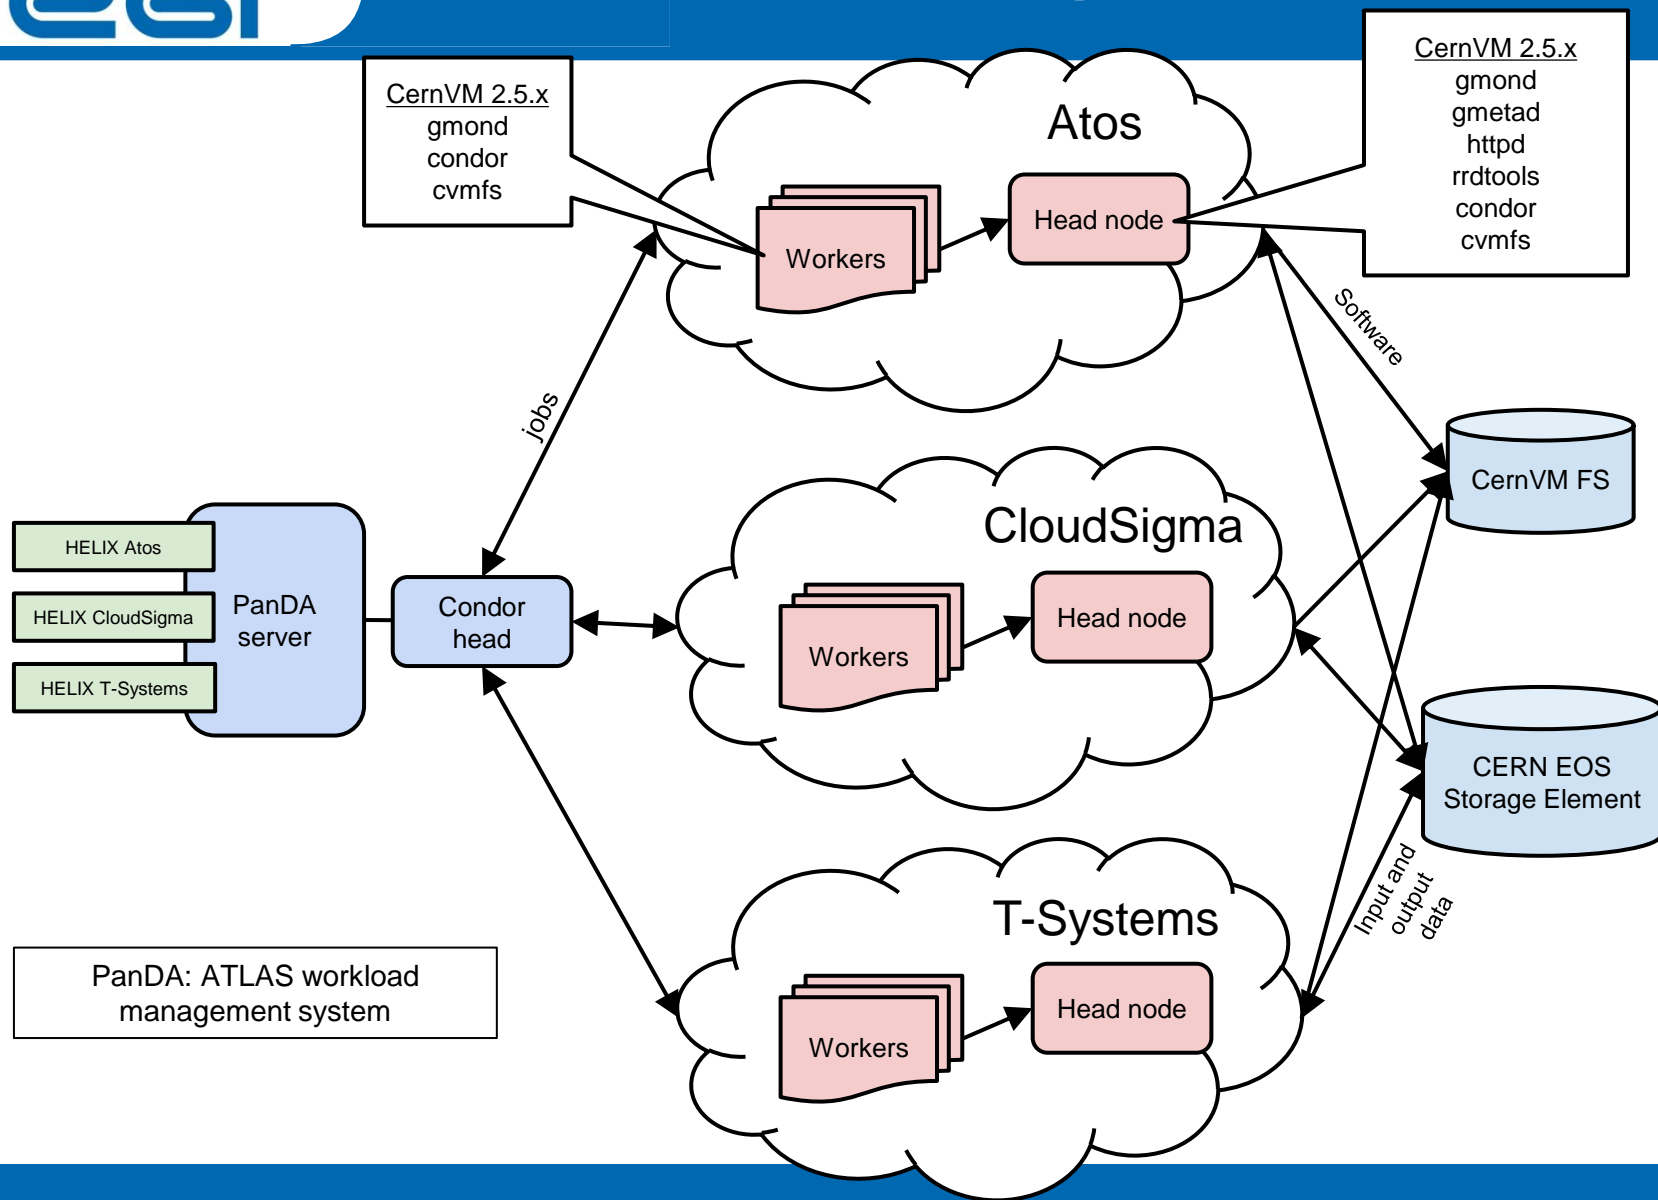 CernVM 2.5.x
gmond
condor
cvmfs
CernVM 2.5.x
gmond
gmetad
httpd
rrdtools
condor
cvmfs
Atos
Workers
Head node
jobs
Software
CernVM FS
CloudSigma
Workers
Head node
HELIX Atos
HELIX CloudSigma
HELIX T-Systems
PanDA
server
Condor
head
CERN EOS
Storage Element
Input and
output
data
T-Systems
Workers
Head node
PanDA: ATLAS workload
management system